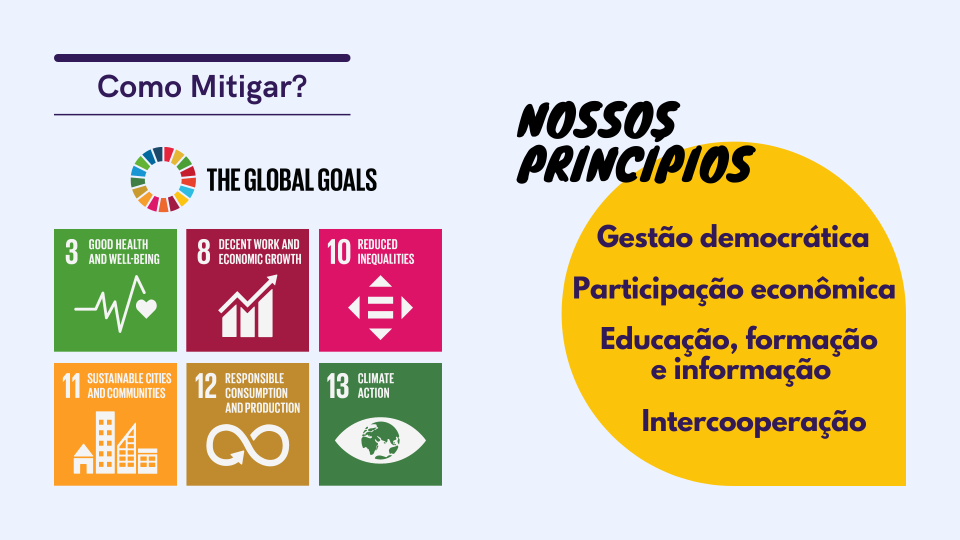 Como Mitigar?
THE GLOBAL GOALS
3 GOOD HEALTH
AND WELL-BEING
8 DECENT WORK AND
ECONOMIC GROWTH
10 REDUCED
INEQUALITIES
11 SUSTAINABLE CITIES
AND COMMUNITIES
12 RESPONSIBLE
CONSUMPTION
AND PRODUCTION
13 CLIMATE
ACTION
NOSSOS
PRINCÍPIOS
Gestão democrática
Participação econômica
Educação, formação
e informação
Intercooperação